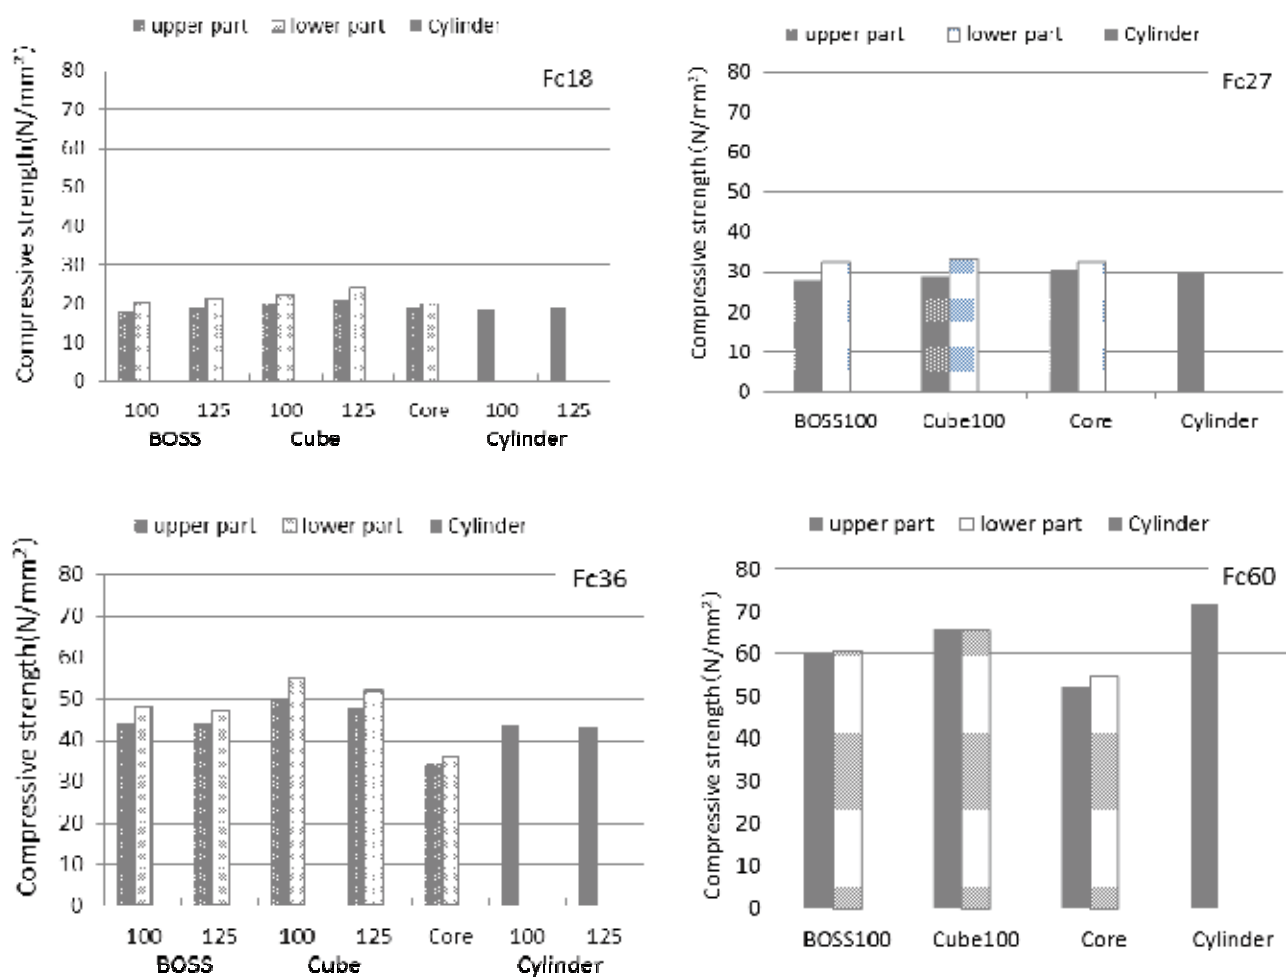 upper part lower part Cylinder
Compressive strength(N/mm²)
Fc18
80
70
60
50
40
30
20
10
0
100 125 100 125 Core 100 125
BOSS Cube Cylinder
upper part lower part Cylinder
Compressive strength(N/mm²)
Fc27
80
70
60
50
40
30
20
10
0
BOSS100 Cube100 Core Cylinder
upper part lower part Cylinder
Compressive strength(N/mm²)
Fc36
80
70
60
50
40
30
20
10
0
100 125 100 125 Core 100 125
BOSS Cube Cylinder
upper part lower part Cylinder
Compressive strength(N/mm²)
Fc60
80
70
60
50
40
30
20
10
0
BOSS100 Cube100 Core Cylinder